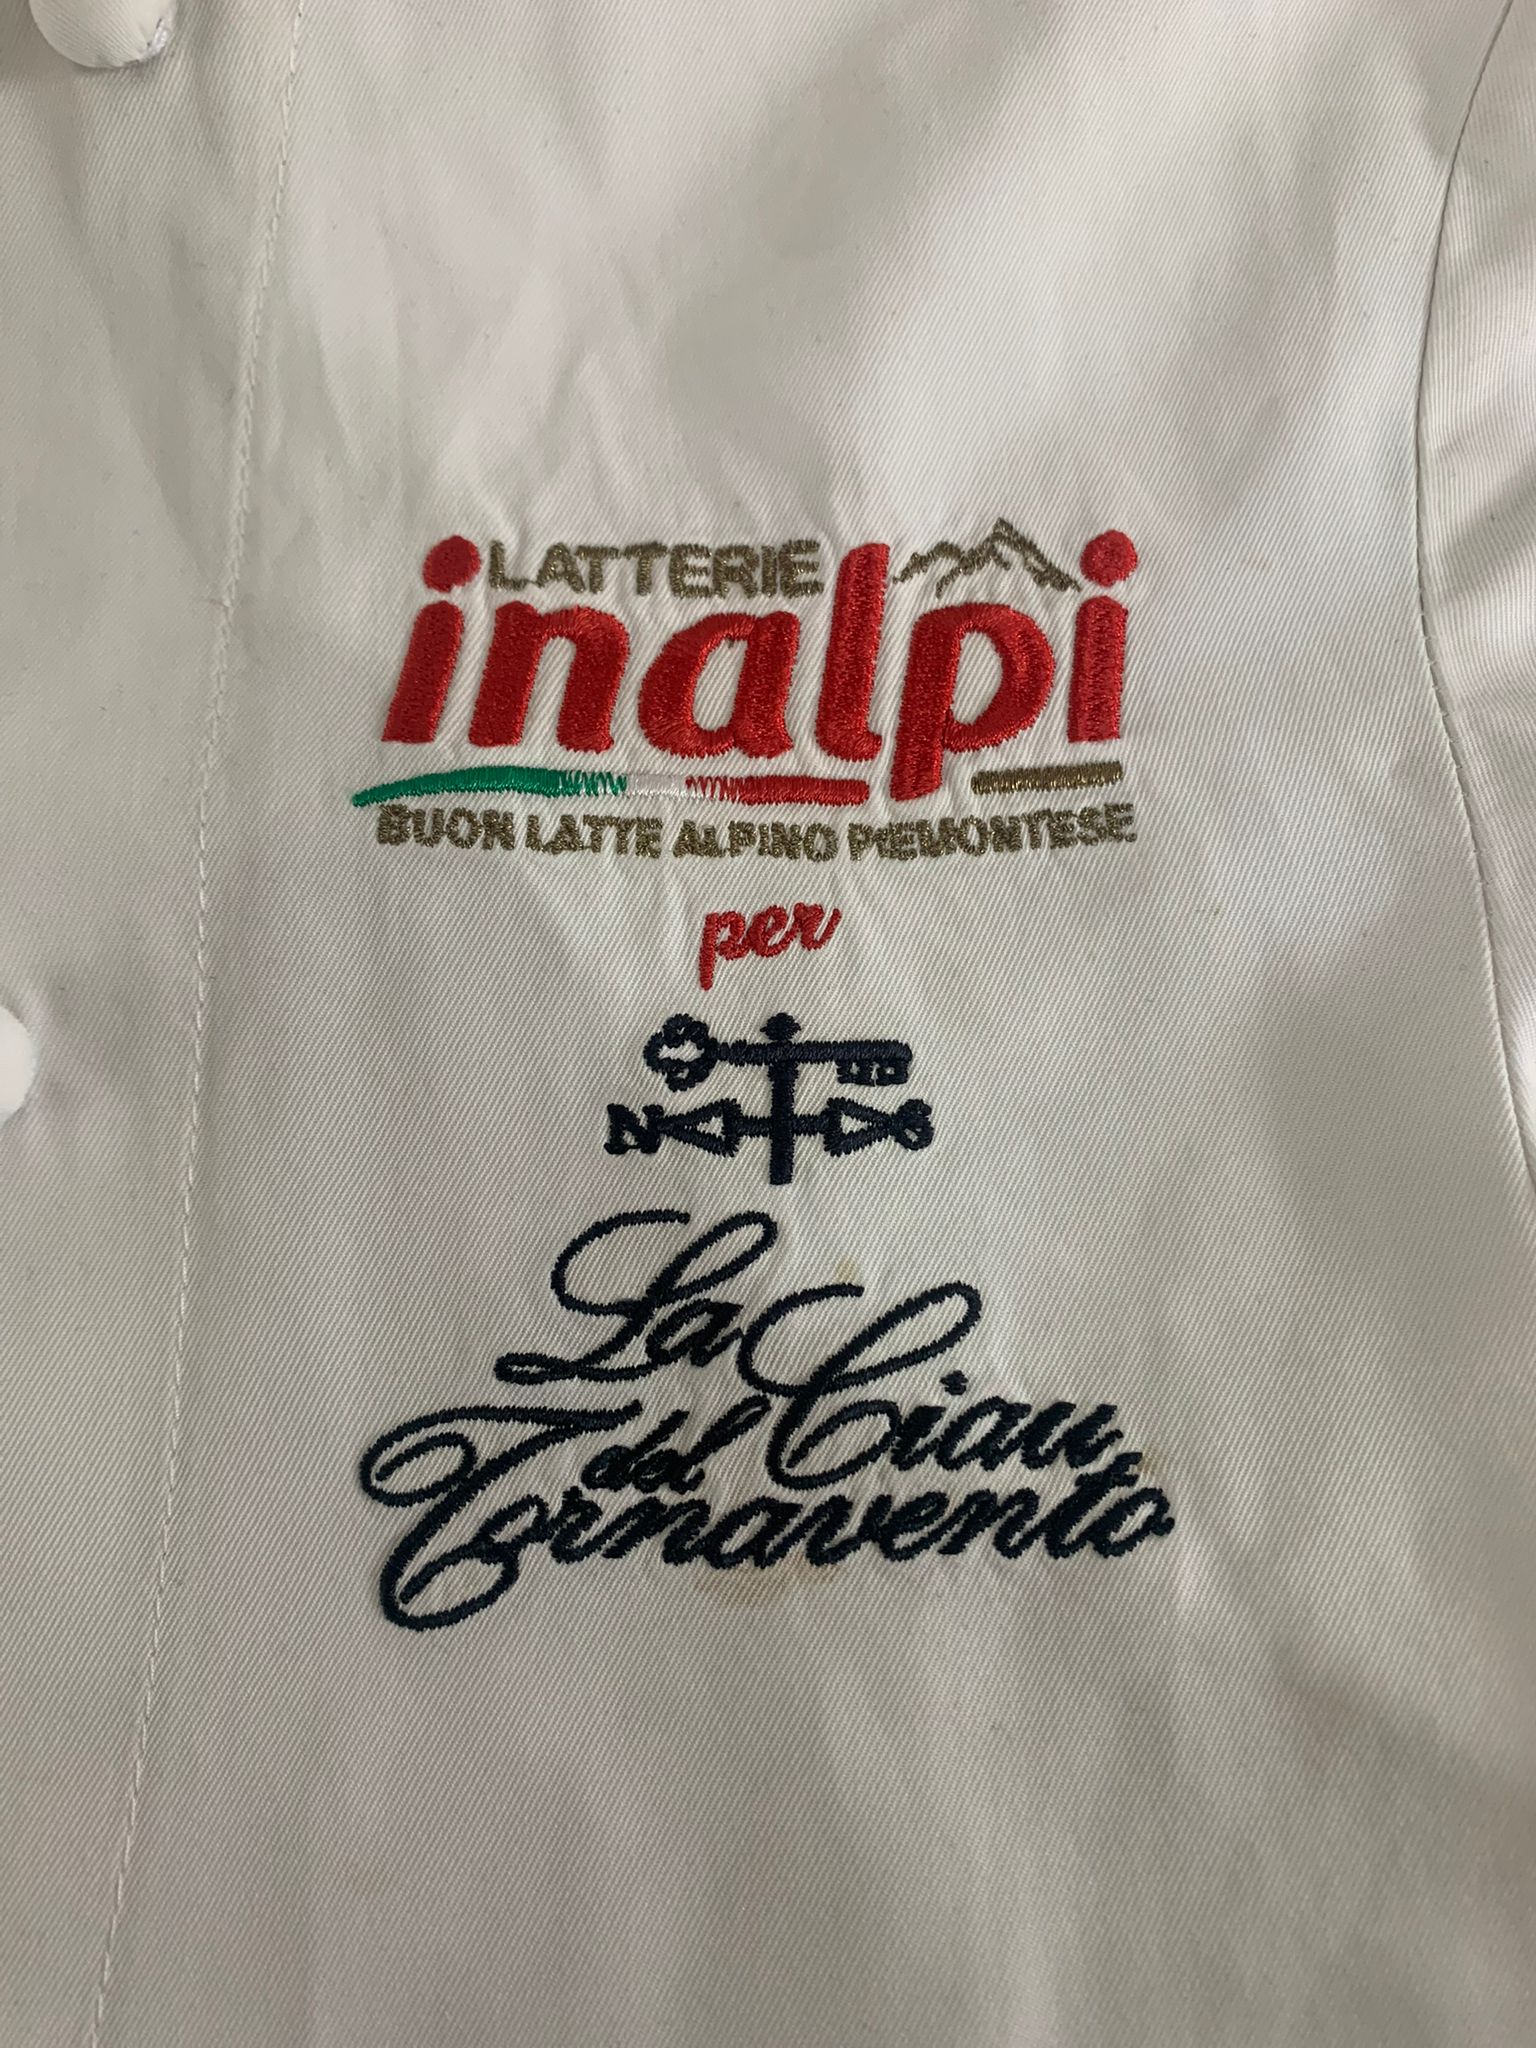 LATTERIE
inalpi
BUON LATTE ALPINO PIEMONTESE
per
N S
La Ciau
del
Tornavento